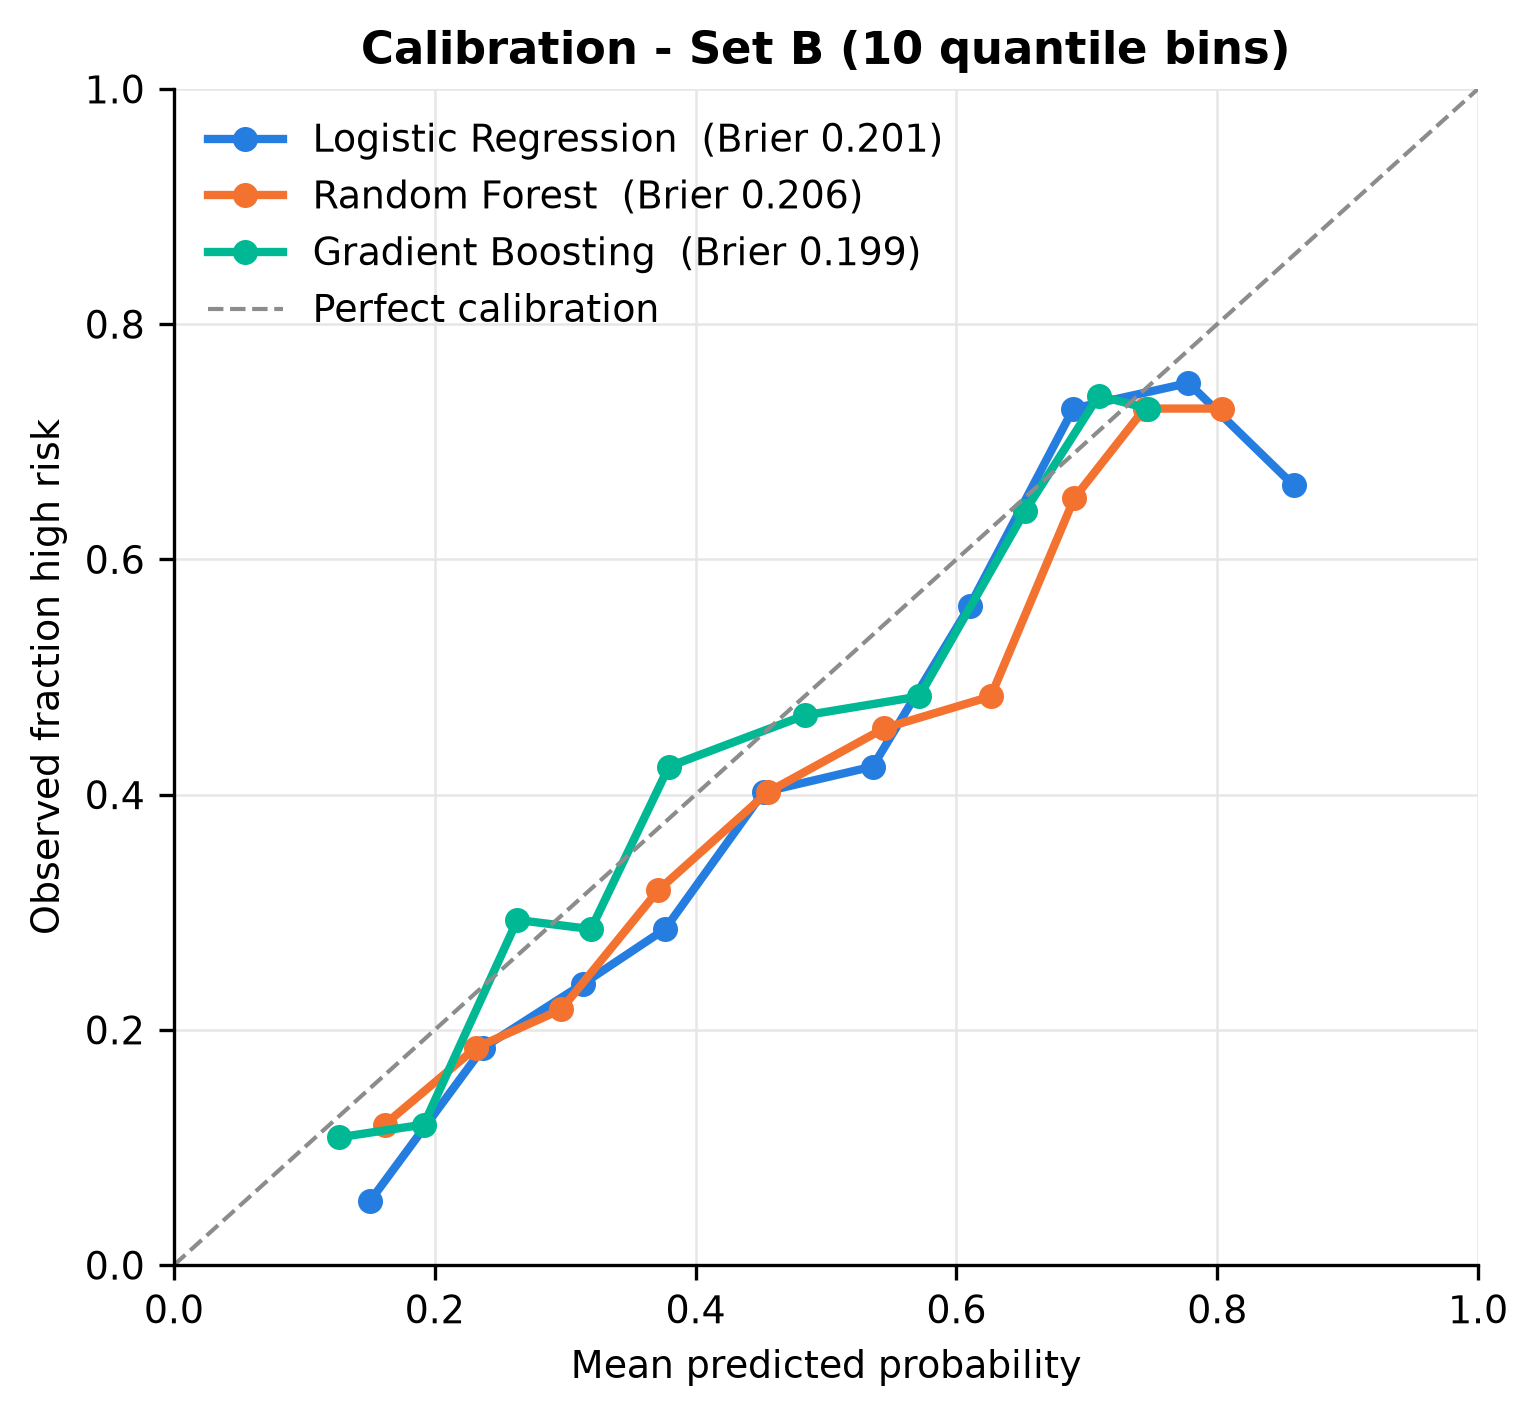 Calibration - Set B (10 quantile bins)
1.0
0.8
0.6
0.4
0.2
0.0
Observed fraction high risk
Logistic Regression (Brier 0.201)
Random Forest (Brier 0.206)
Gradient Boosting (Brier 0.199)
Perfect calibration
0.0 0.2 0.4 0.6 0.8 1.0
Mean predicted probability